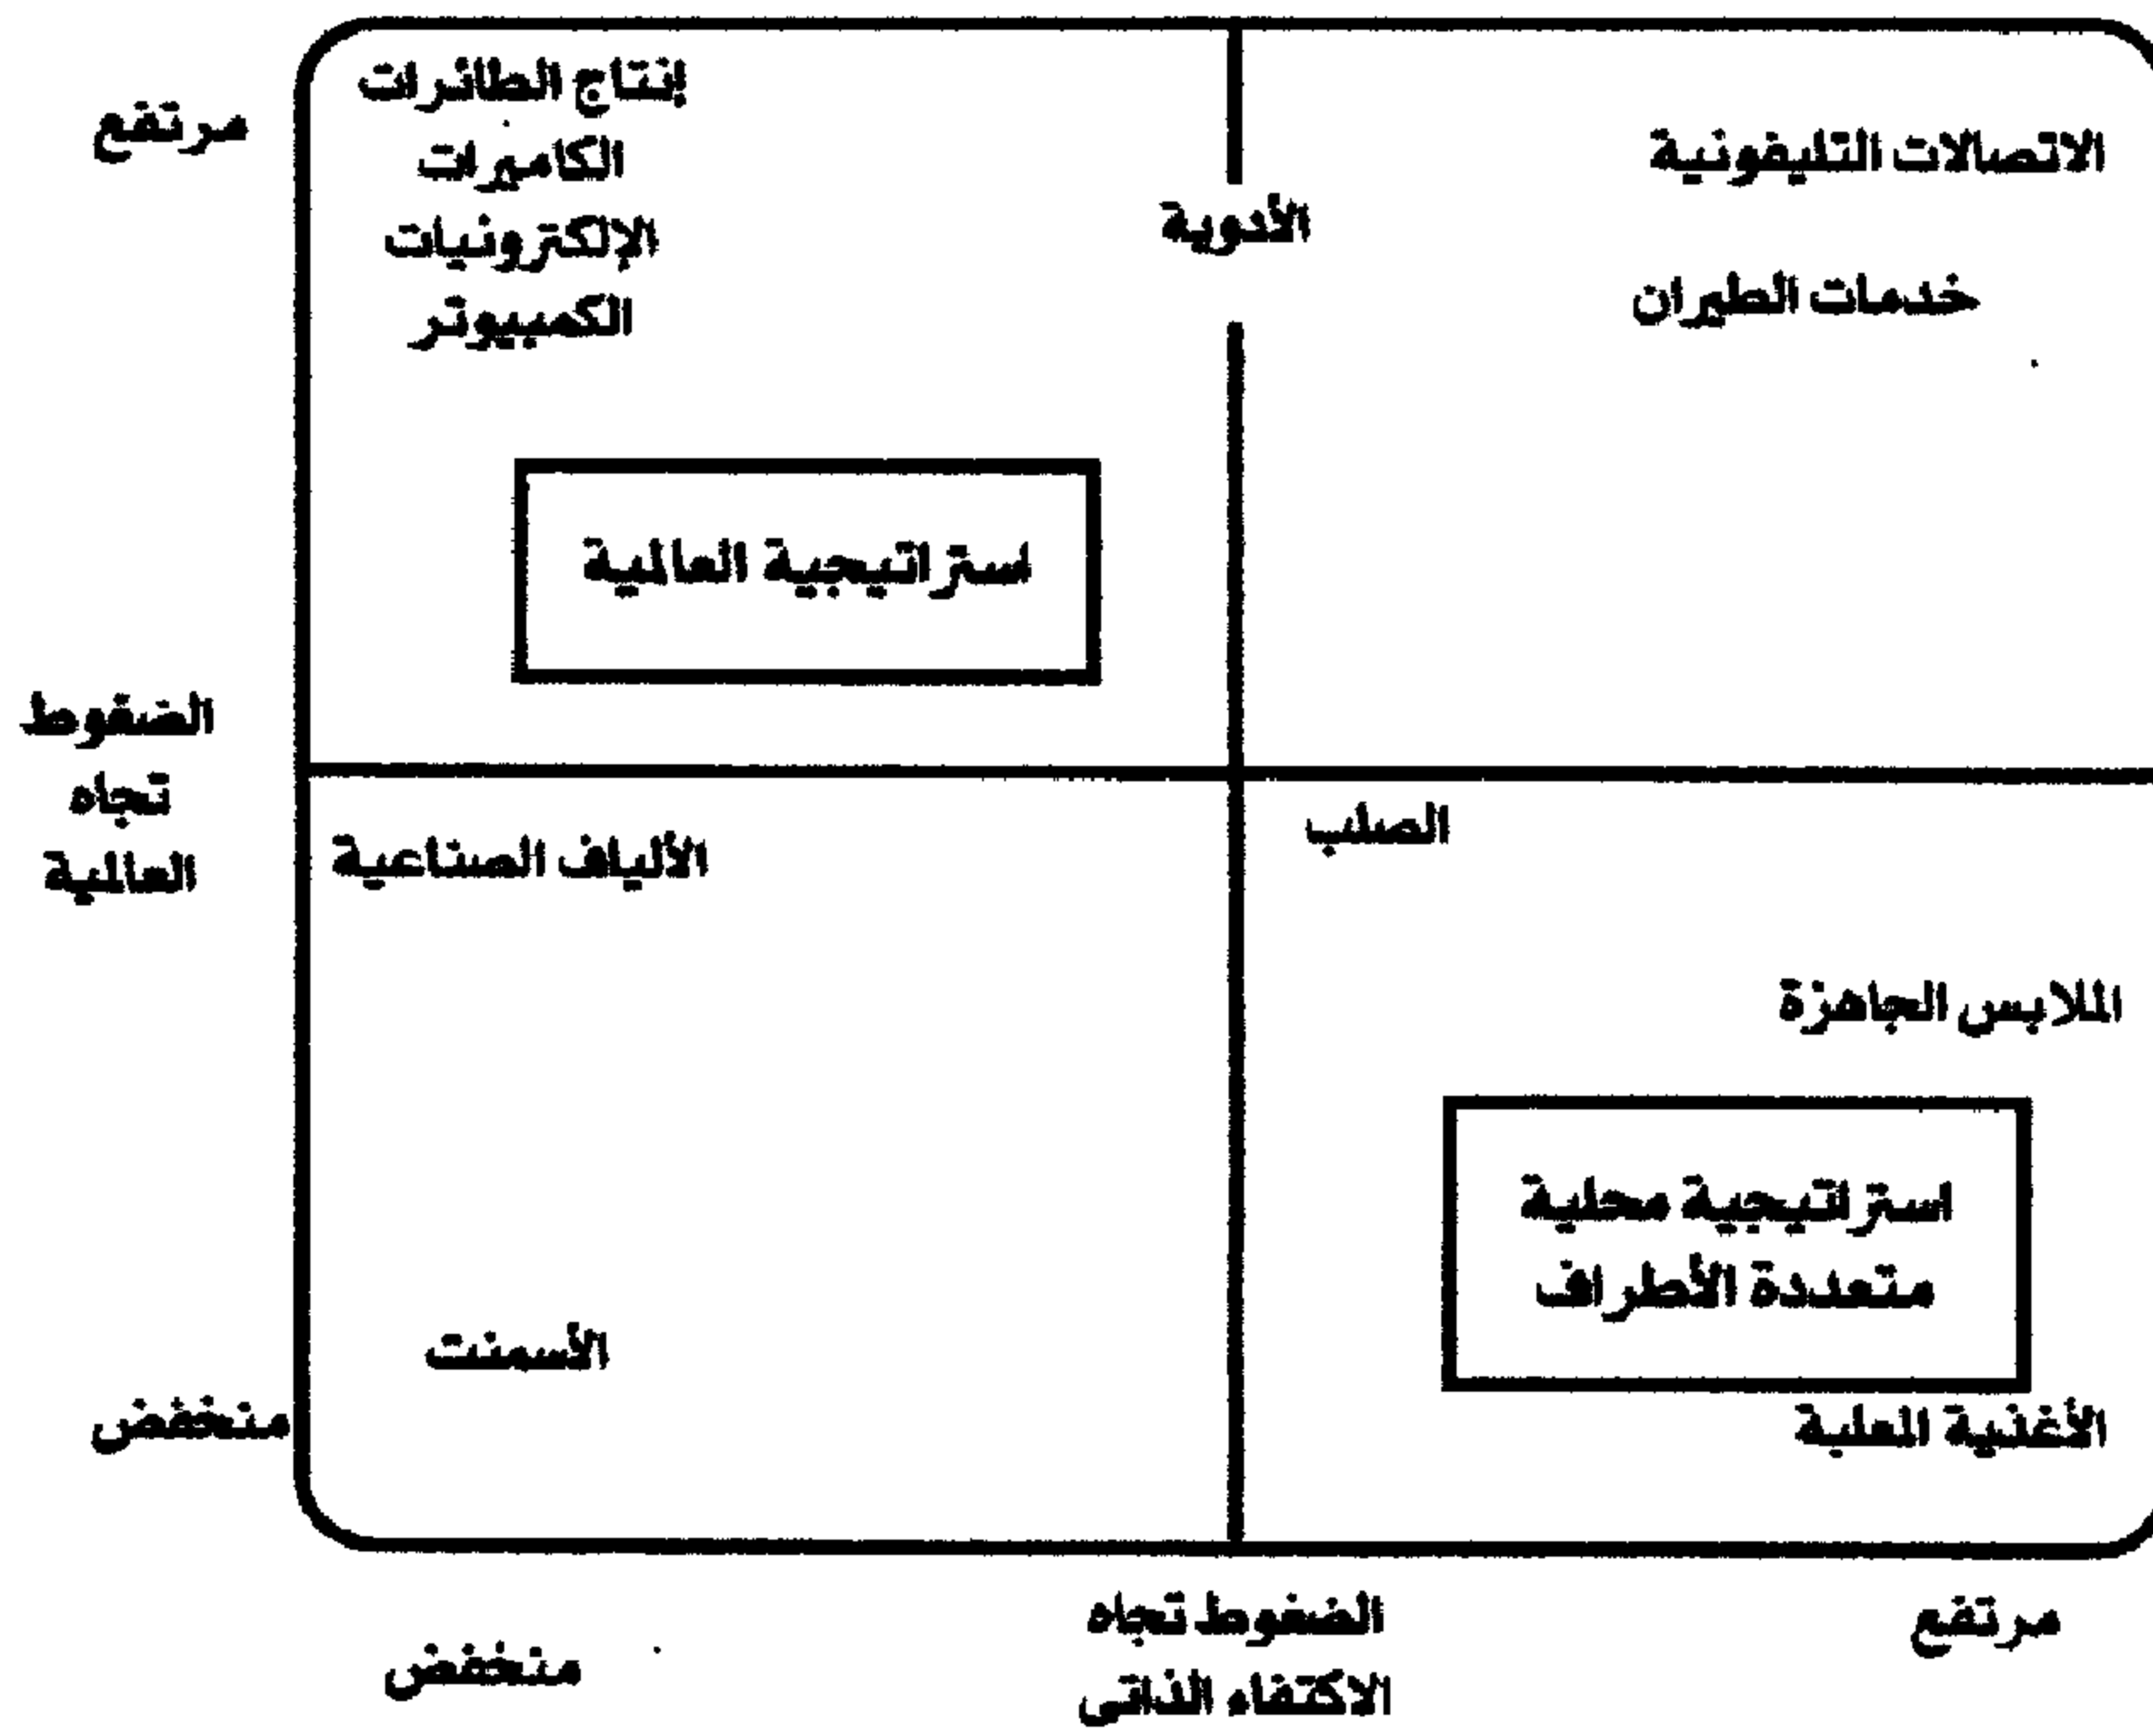 مرتفع
إنتاج الطائرات
الكاميرات
الإلكترونيات
الكمبيوتر
الأدوية
الاتصالات التليفونية
خدمات الطيران
استراتيجية العالمية
الضغوط
تجاه
العالمية
الألياف الصناعية
الصلب
الملابس الجاهزة
استراتيجية محلية
متعددة الأطراف
الأسمنت
الأغذية المعلبة
منخفض
منخفض
الضغوط تجاه
الاكتفاء الذاتى
مرتفع